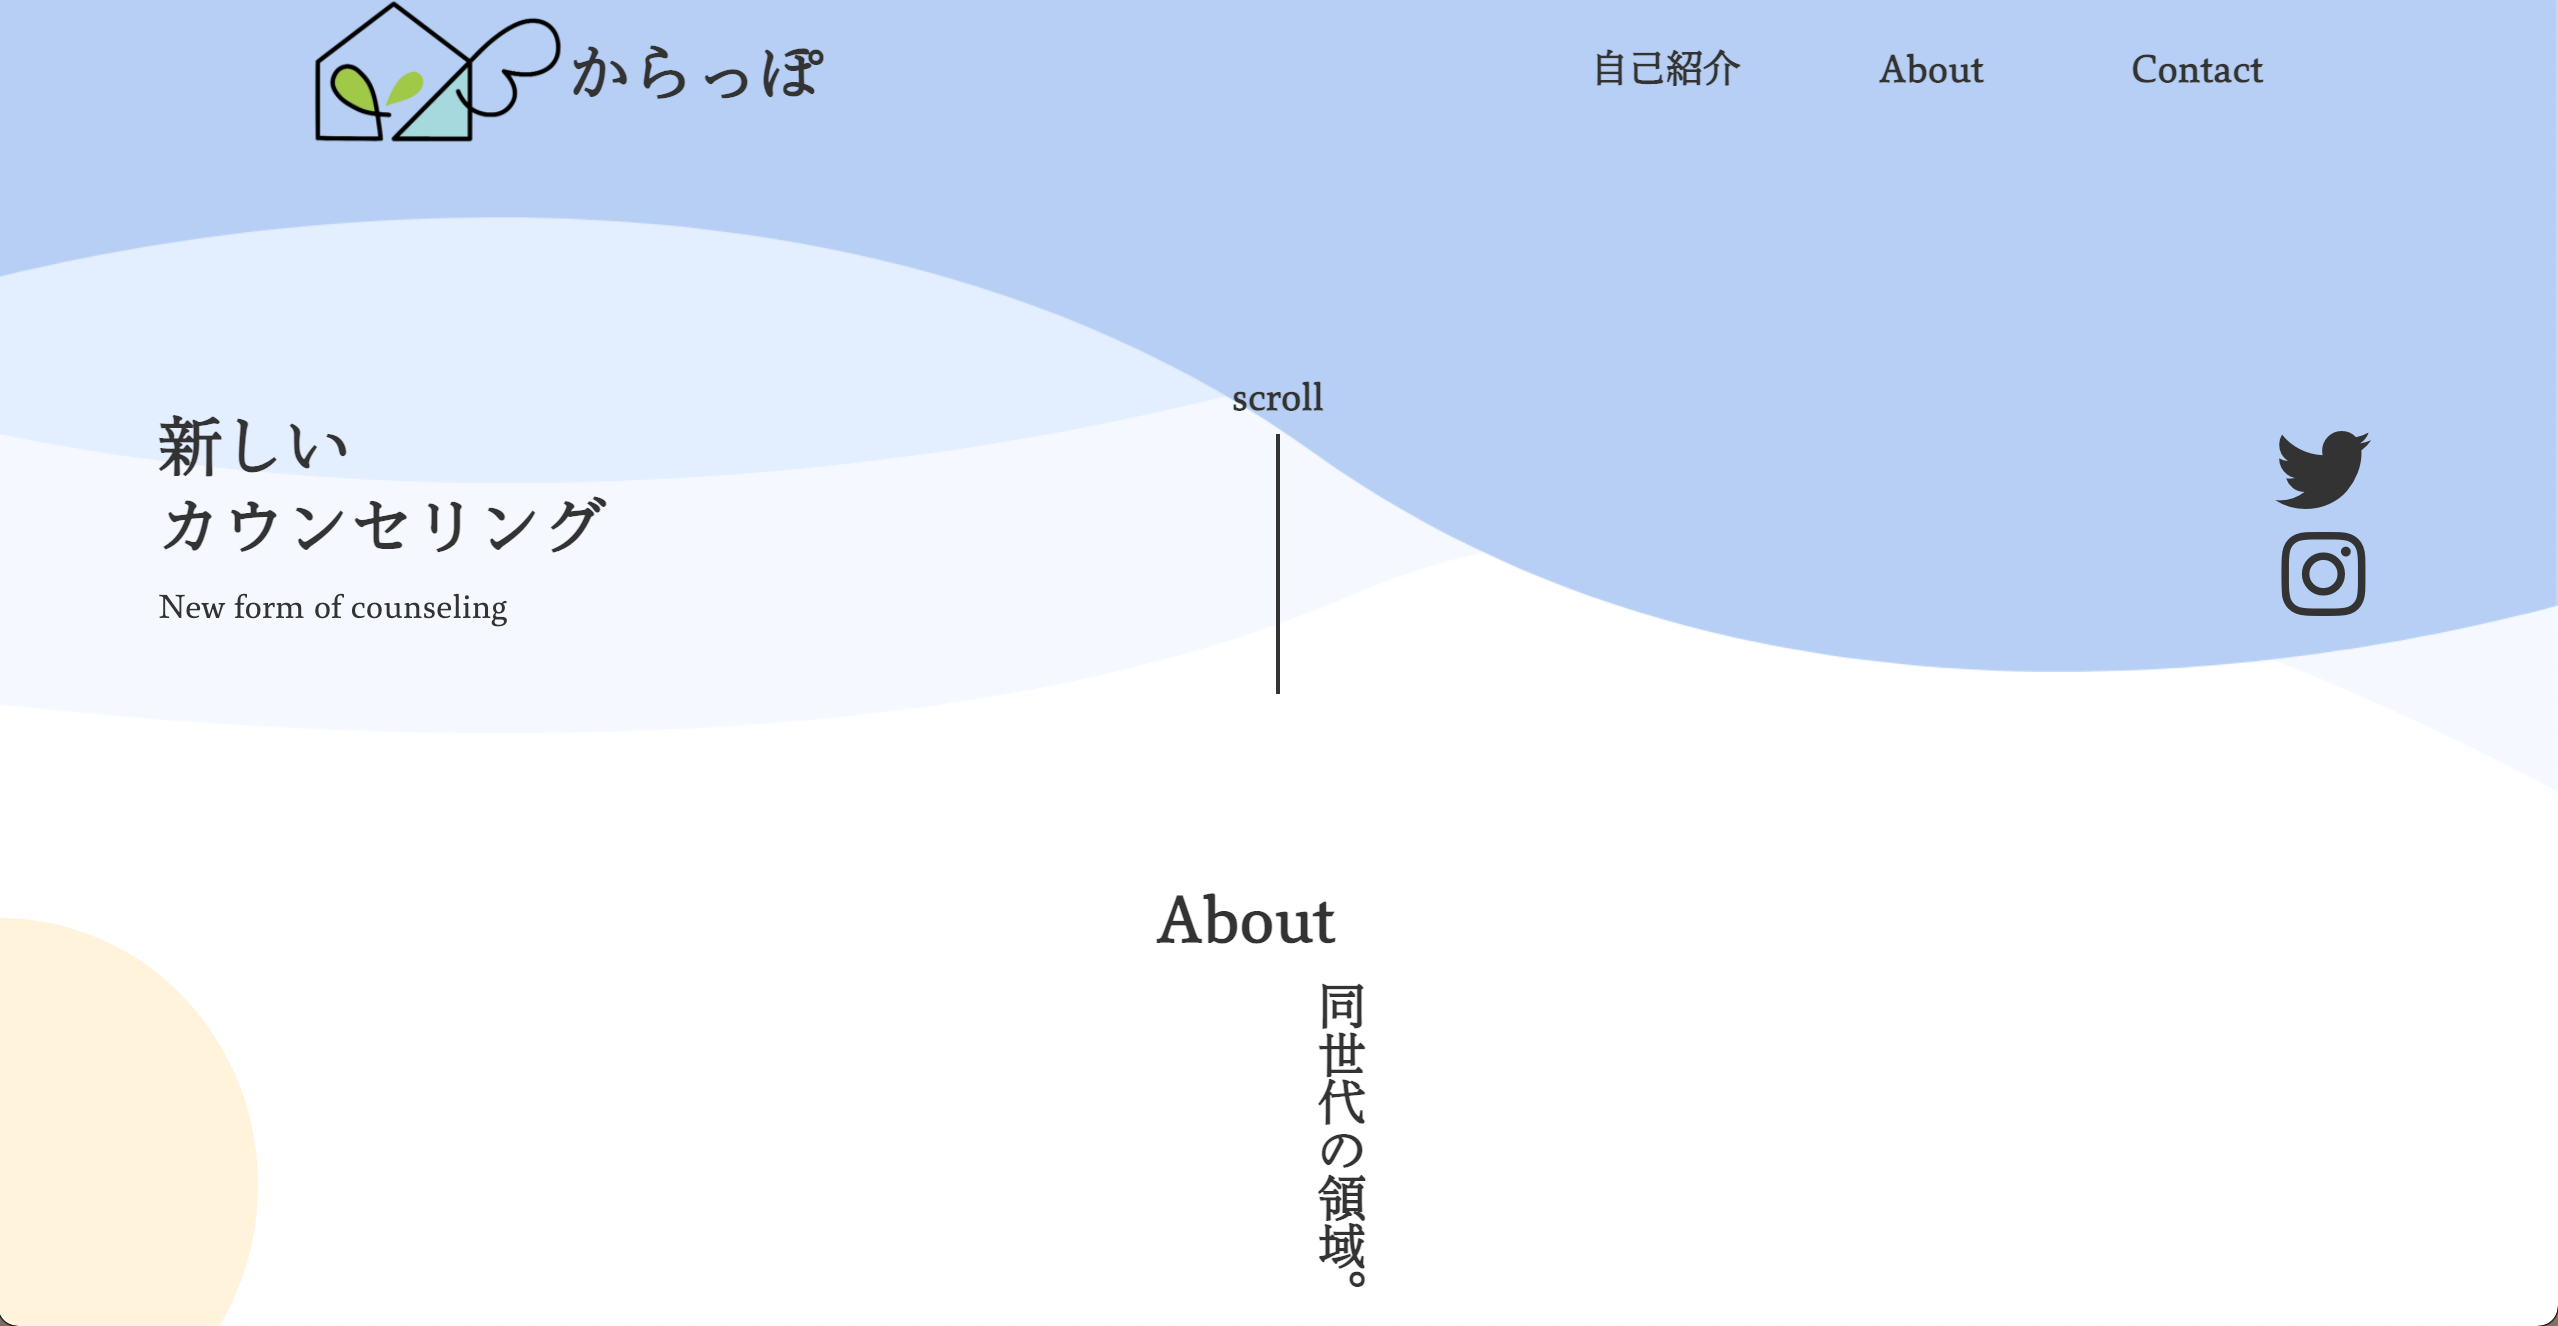 からっぽ
自己紹介
About
Contact
scroll
新しい
カウンセリング
New form of counseling
About
同世代の領域。